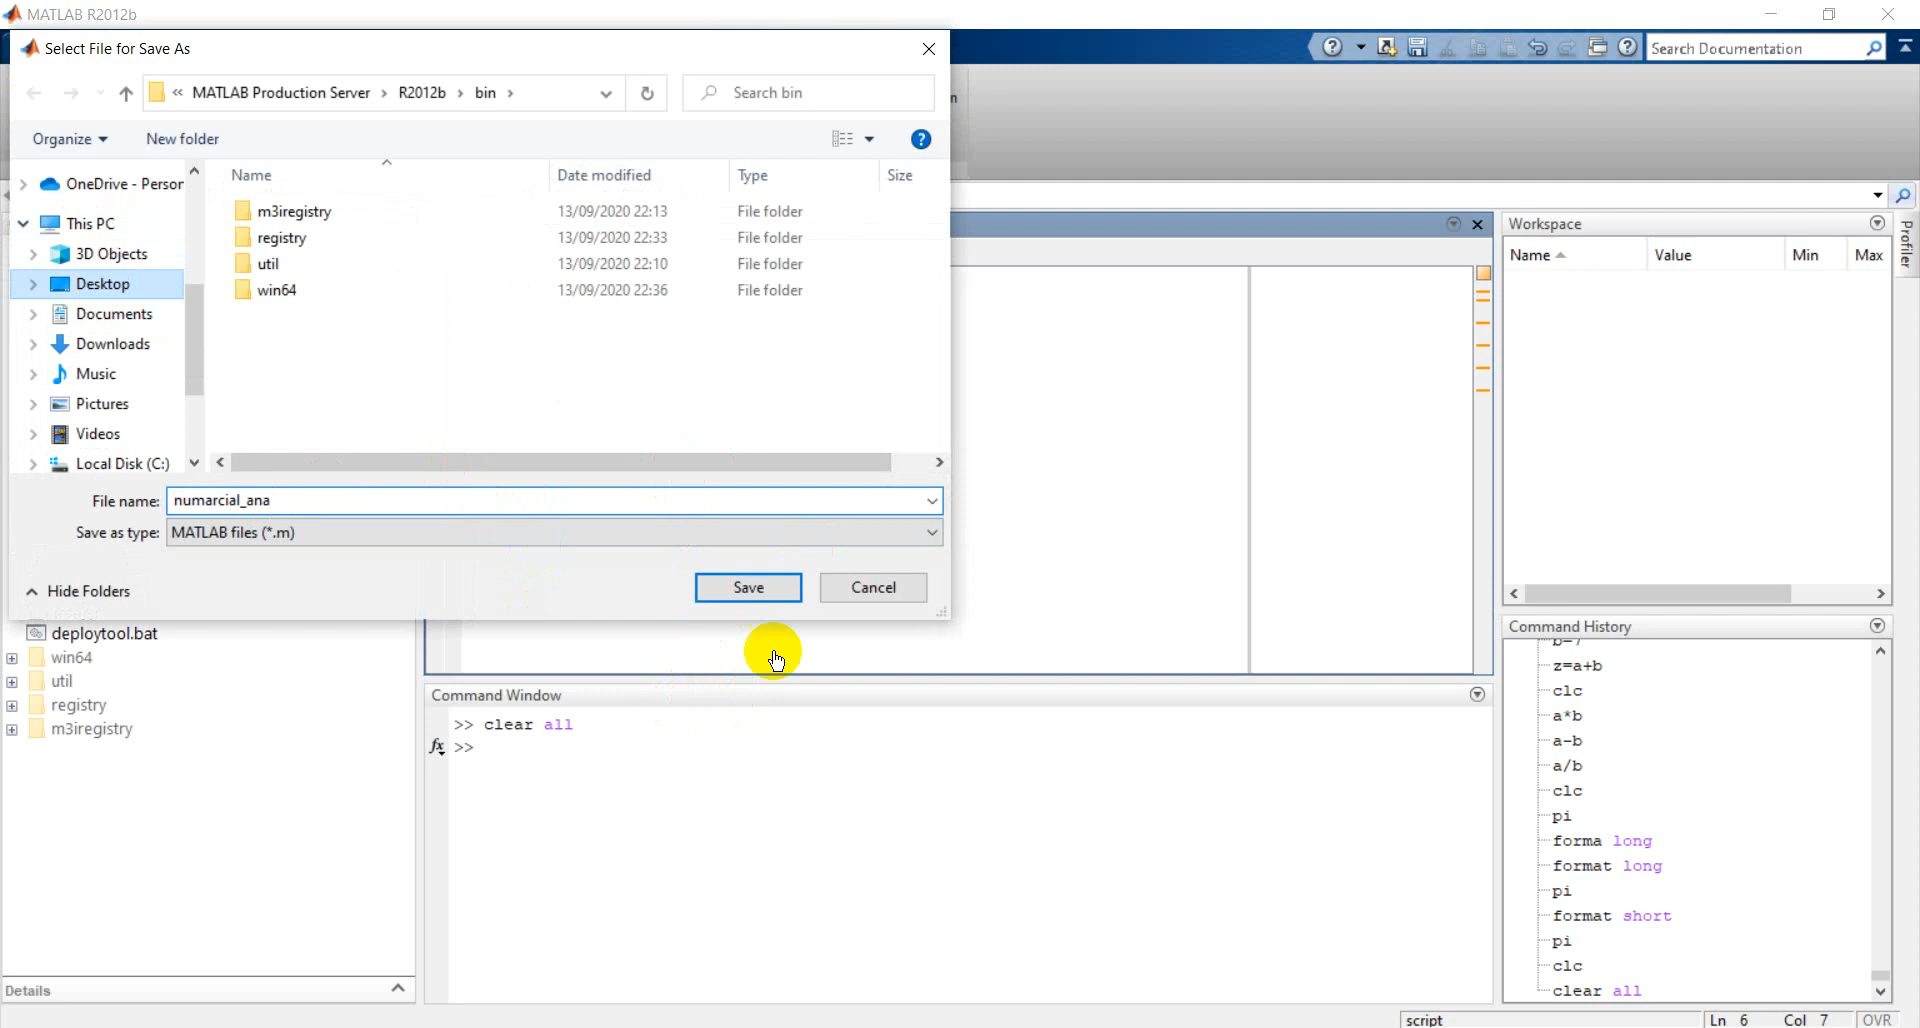 MATLAB R2012b
Select File for Save As
Search Documentation
« MATLAB Production Server › R2012b › bin ›
Search bin
Organize
New folder
Name
Date modified
Type
Size
OneDrive - Person
This PC
3D Objects
Desktop
Documents
Downloads
Music
Pictures
Videos
Local Disk (C:)
m3iregistry 13/09/2020 22:13 File folder
registry 13/09/2020 22:33 File folder
util 13/09/2020 22:10 File folder
win64 13/09/2020 22:36 File folder
File name: numarcial_ana
Save as type: MATLAB files (*.m)
Hide Folders
Save
Cancel
n
deploytool.bat
win64
util
registry
m3iregistry
Details
Command Window
>> clear all
fx >>
Workspace
Name Value Min Max
Profiler
Command History
b=7
z=a+b
clc
a*b
a-b
a/b
clc
pi
forma long
format long
pi
format short
pi
clc
clear all
script
Ln 6 Col 7 OVR